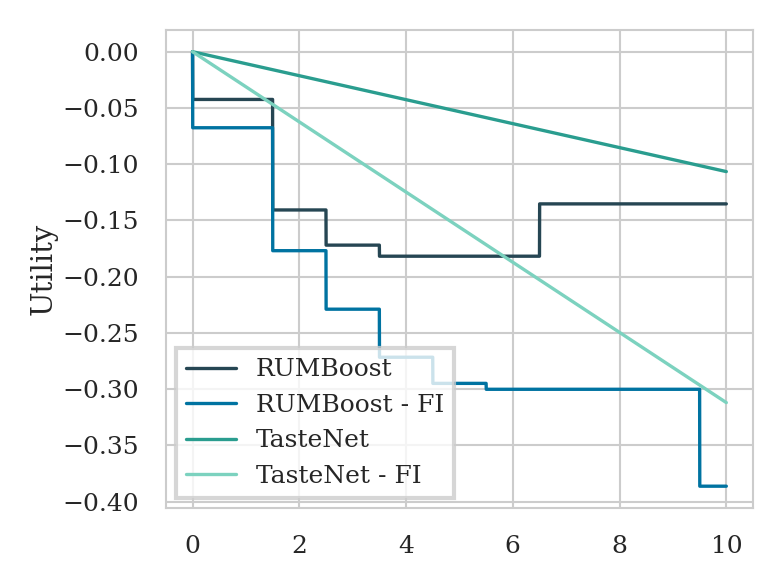 0.00
−0.05
−0.10
−0.15
−0.20
−0.25
−0.30
−0.35
−0.40
Utility
RUMBoost
RUMBoost - FI
TasteNet
TasteNet - FI
0 2 4 6 8 10